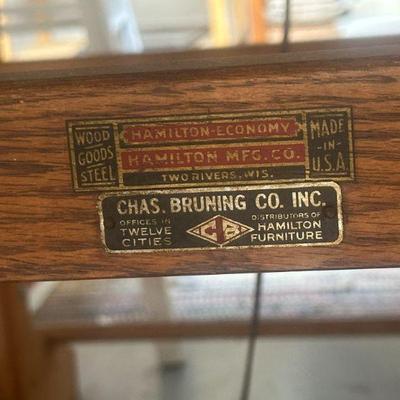 WOOD
GOODS
STEEL
HAMILTON-ECONOMY
HAMILTON MFG. CO.
TWO RIVERS, WIS.
MADE
-IN-
U.S.A
CHAS. BRUNING CO. INC.
OFFICES IN
TWELVE
CITIES
CB
DISTRIBUTORS OF
HAMILTON
FURNITURE